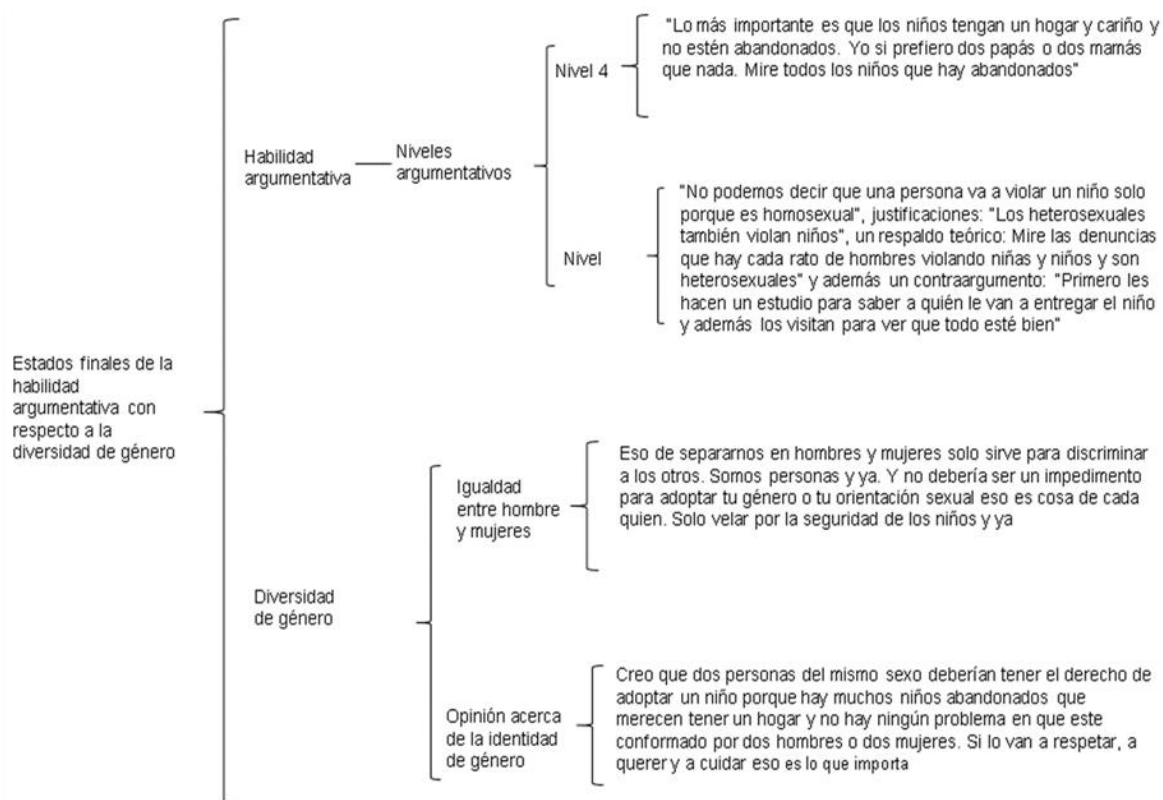 "Lo más importante es que los niños tengan un hogar y cariño y
no estén abandonados. Yo si prefiero dos papás o dos mamás
que nada. Mire todos los niños que hay abandonados"
Nivel 4
Habilidad
argumentativa
Niveles
argumentativos
"No podemos decir que una persona va a violar un niño solo
porque es homosexual", justificaciones: "Los heterosexuales
también violan niños", un respaldo teórico: Mire las denuncias
que hay cada rato de hombres violando niñas y niños y son
heterosexuales" y además un contraargumento: "Primero les
hacen un estudio para saber a quién le van a entregar el niño
y además los visitan para ver que todo esté bien"
Nivel
Estados finales de la
habilidad
argumentativa con
respecto a la
diversidad de género
Igualdad
entre hombre
y mujeres
Eso de separarnos en hombres y mujeres solo sirve para discriminar
a los otros. Somos personas y ya. Y no debería ser un impedimento
para adoptar tu género o tu orientación sexual eso es cosa de cada
quien. Solo velar por la seguridad de los niños y ya
Diversidad
de género
Opinión acerca
de la identidad
de género
Creo que dos personas del mismo sexo deberían tener el derecho de
adoptar un niño porque hay muchos niños abandonados que
merecen tener un hogar y no hay ningún problema en que este
conformado por dos hombres o dos mujeres. Si lo van a respetar, a
querer y a cuidar eso es lo que importa